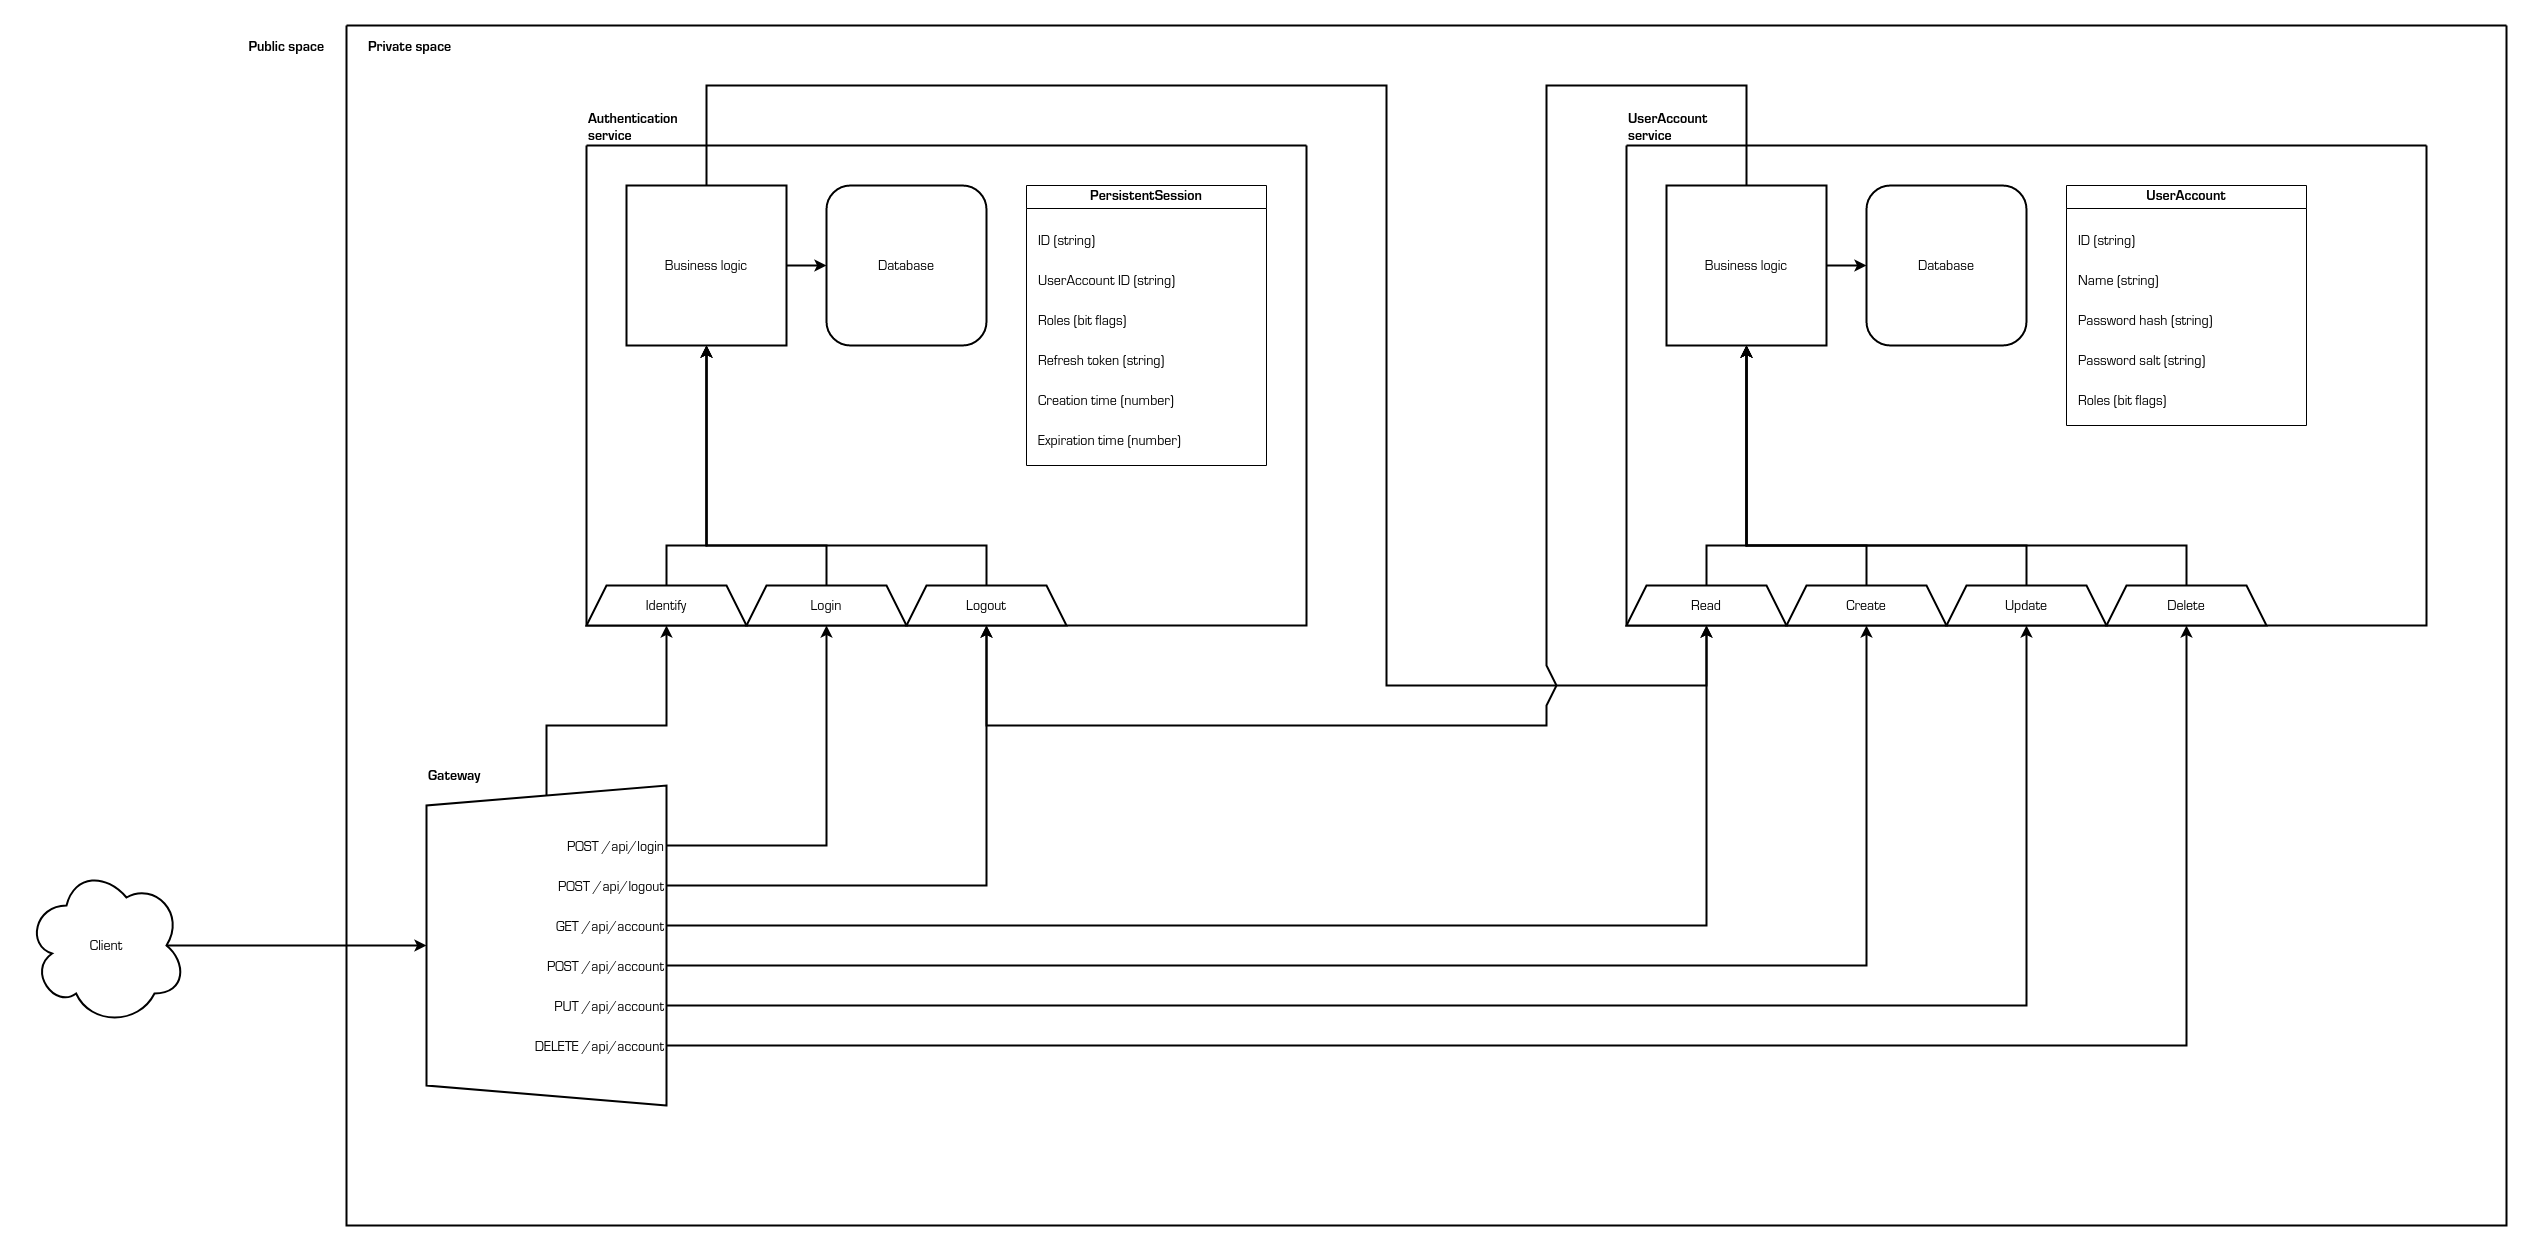 Public space
Private space
Authentication
service
Business logic
Database
PersistentSession
ID (string)
UserAccount ID (string)
Roles (bit flags)
Refresh token (string)
Creation time (number)
Expiration time (number)
Identify
Login
Logout
UserAccount
service
Business logic
Database
UserAccount
ID (string)
Name (string)
Password hash (string)
Password salt (string)
Roles (bit flags)
Read
Create
Update
Delete
Gateway
POST /api/login
POST /api/logout
GET /api/account
POST /api/account
PUT /api/account
DELETE /api/account
Client